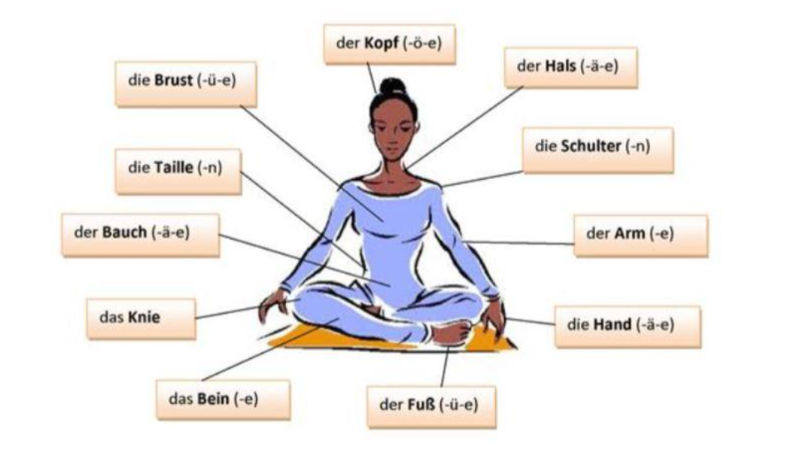 der Kopf (-ö-e)
der Hals (-ä-e)
die Brust (-ü-e)
die Schulter (-n)
die Taille (-n)
der Bauch (-ä-e)
der Arm (-e)
das Knie
die Hand (-ä-e)
das Bein (-e)
der Fuß (-ü-e)